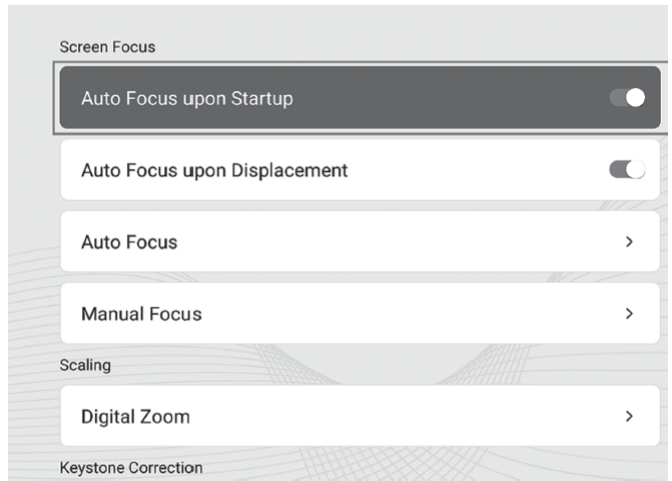 Screen Focus
Auto Focus upon Startup
Auto Focus upon Displacement
Auto Focus
Manual Focus
Scaling
Digital Zoom
Keystone Correction